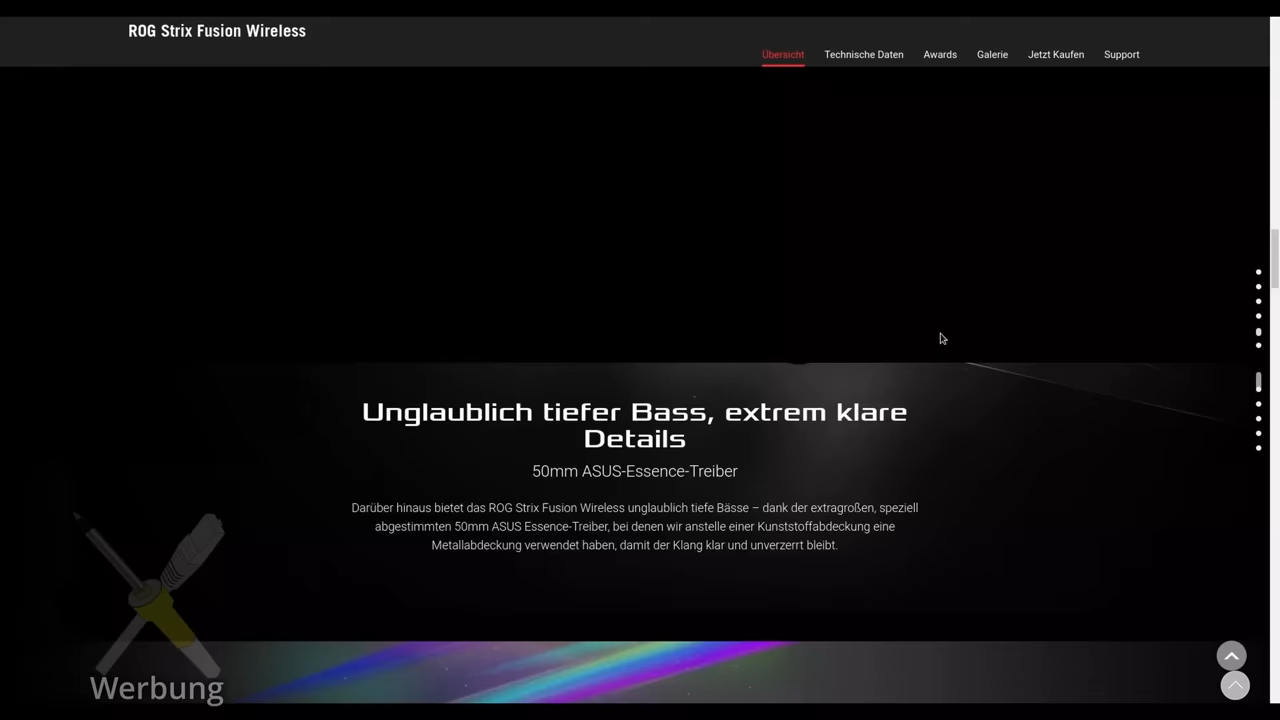 ROG Strix Fusion Wireless
Übersicht Technische Daten Awards Galerie Jetzt Kaufen Support
Unglaublich tiefer Bass, extrem klare
Details
50mm ASUS-Essence-Treiber
Darüber hinaus bietet das ROG Strix Fusion Wireless unglaublich tiefe Bässe – dank der extragroßen, speziell
abgestimmten 50mm ASUS Essence-Treiber, bei denen wir anstelle einer Kunststoffabdeckung eine
Metallabdeckung verwendet haben, damit der Klang klar und unverzerrt bleibt.
Werbung